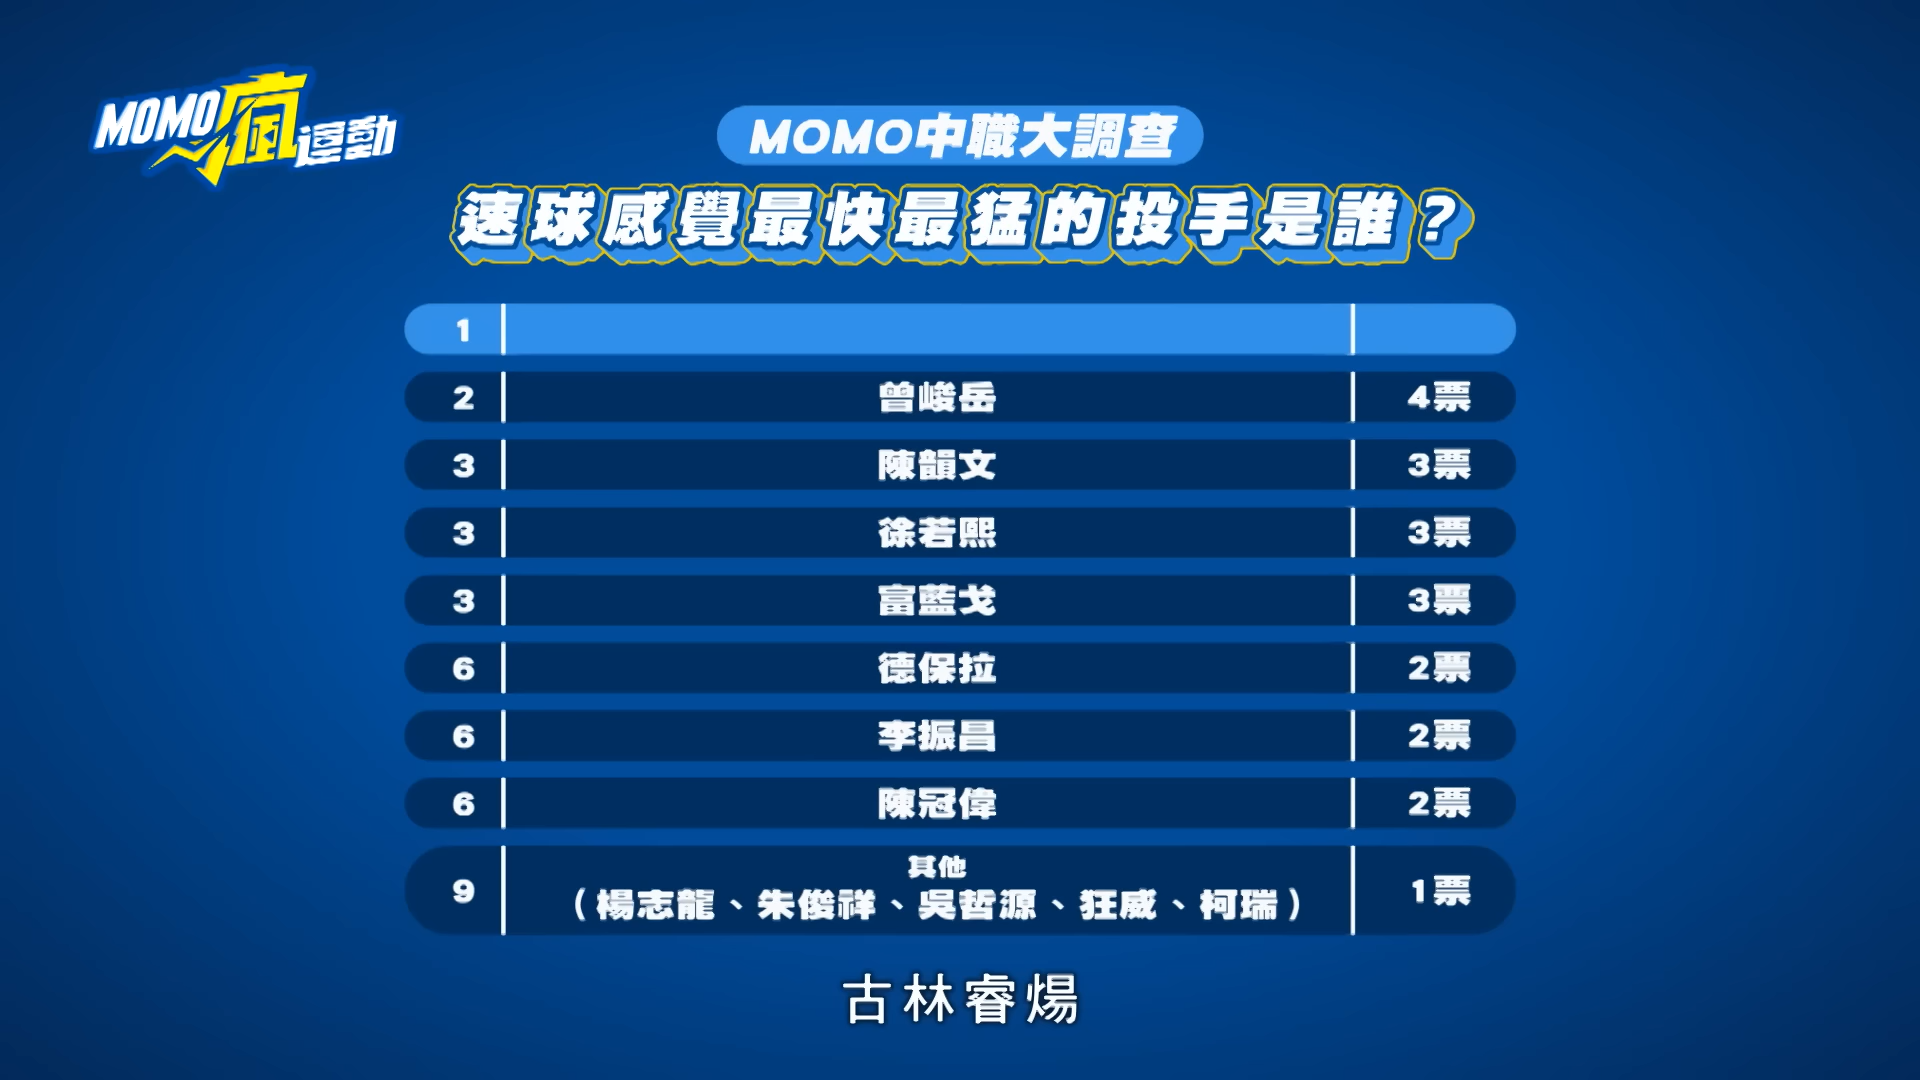 MOMO瘋運動
MOMO中職大調查
速球感覺最快最猛的投手是誰？
1
2 曾峻岳 4票
3 陳韻文 3票
3 徐若熙 3票
3 富藍戈 3票
6 德保拉 2票
6 李振昌 2票
6 陳冠偉 2票
其他
9 （楊志龍、朱俊祥、吳哲源、狂威、柯瑞） 1票
古林睿煬